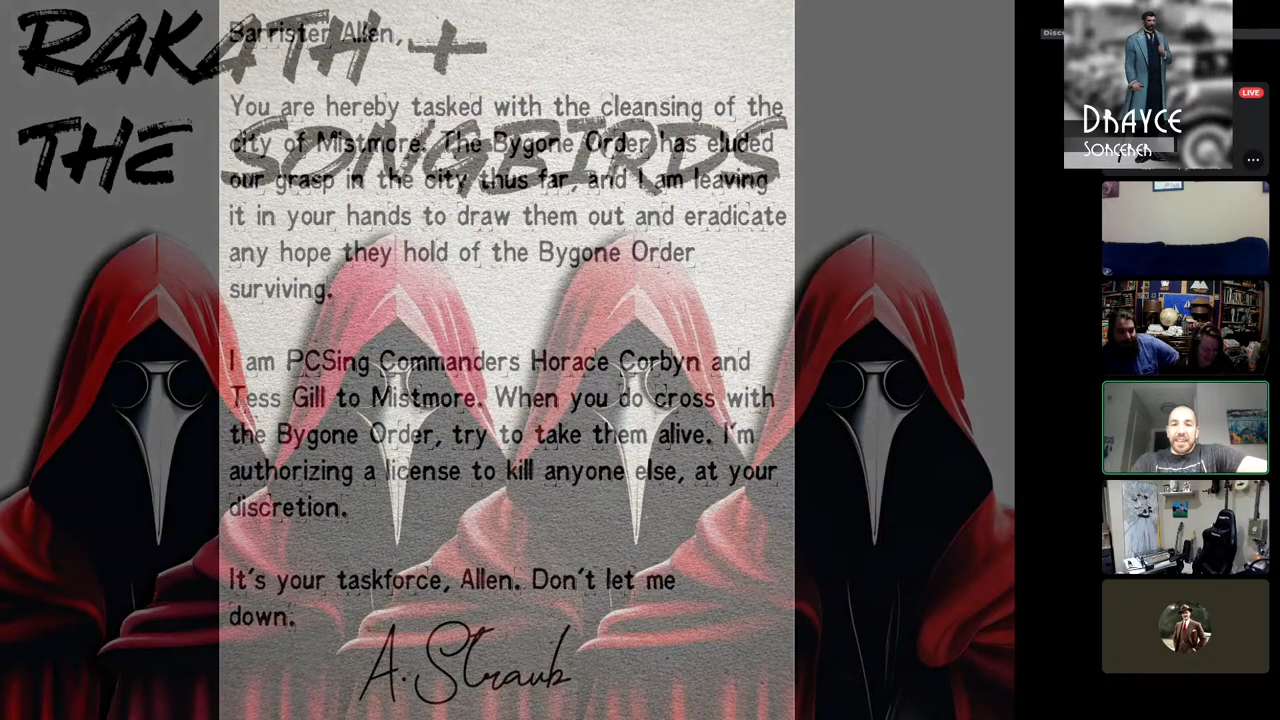 RAKATH +
THE SONGBIRDS
Barrister Allen,
You are hereby tasked with the cleansing of the
city of Mistmore. The Bygone Order has eluded
our grasp in the city thus far, and I am leaving
it in your hands to draw them out and eradicate
any hope they hold of the Bygone Order
surviving.
I am PCSing Commanders Horace Corbyn and
Tess Gill to Mistmore. When you do cross with
the Bygone Order, try to take them alive. I'm
authorizing a license to kill anyone else, at your
discretion.
It's your taskforce, Allen. Don't let me
down.
A. Straub
DRAYCE
SORCERER
LIVE